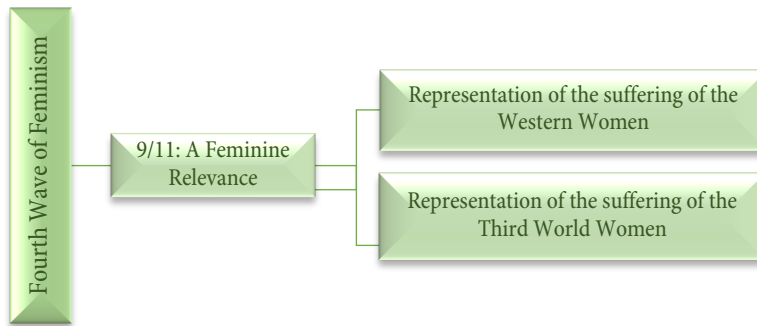 Fourth Wave of Feminism
9/11: A Feminine
Relevance
Representation of the suffering of the
Western Women
Representation of the suffering of the
Third World Women